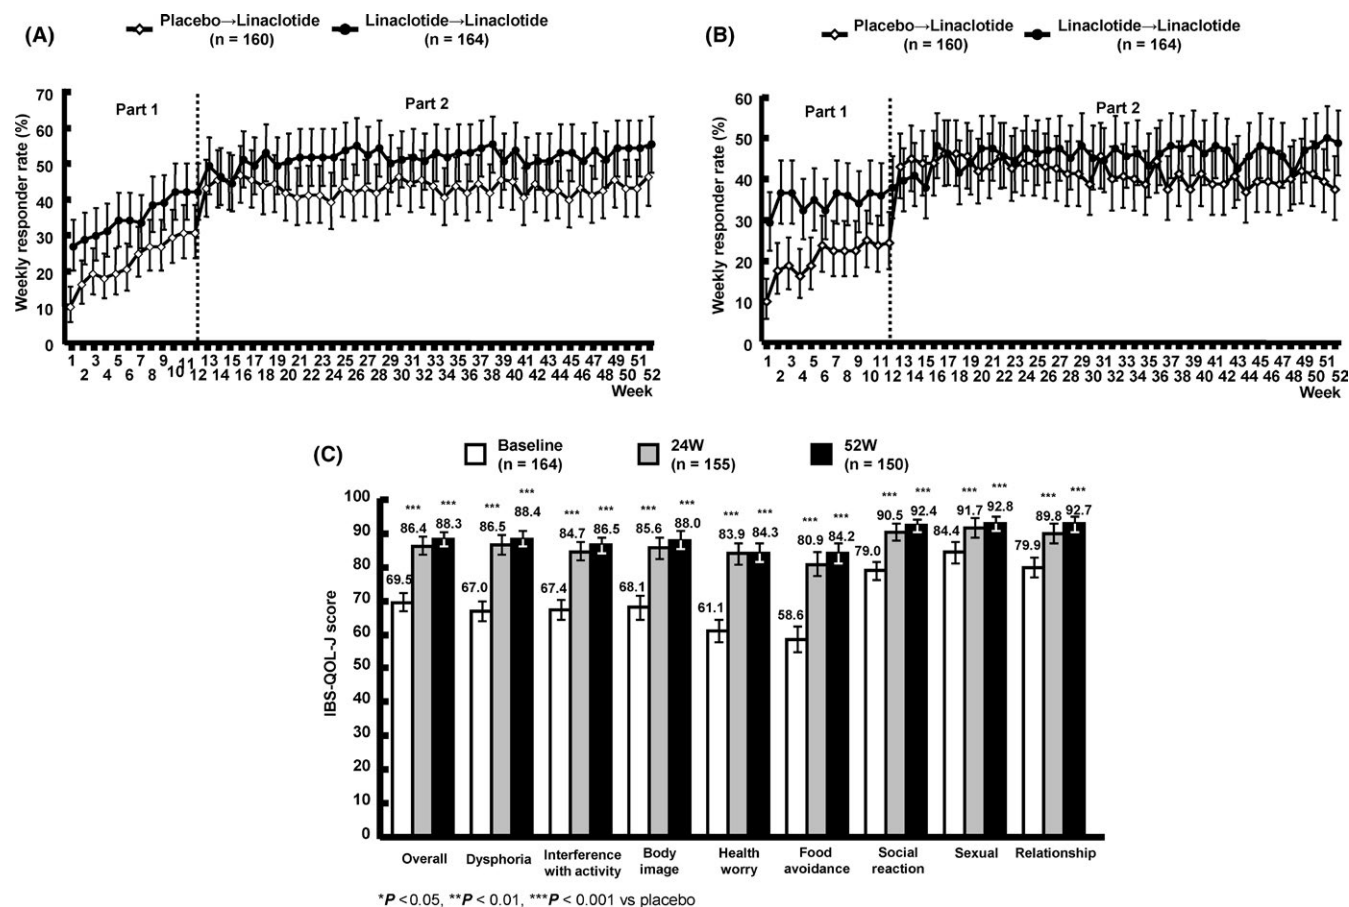 (A)
Placebo→Linaclotide
(n = 160)
Linaclotide→Linaclotide
(n = 164)
Weekly responder rate (%)
70
60
50
40
30
20
10
0
Part 1
Part 2
1 3 5 7 9 11 13 15 17 19 21 23 25 27 29 31 33 35 37 39 41 43 45 47 49 51
2 4 6 8 10 12 14 16 18 20 22 24 26 28 30 32 34 36 38 40 42 44 46 48 50 52
Week
(B)
Placebo→Linaclotide
(n = 160)
Linaclotide→Linaclotide
(n = 164)
Weekly responder rate (%)
60
50
40
30
20
10
0
Part 1
Part 2
1 3 5 7 9 11 13 15 17 19 21 23 25 27 29 31 33 35 37 39 41 43 45 47 49 51
2 4 6 8 10 12 14 16 18 20 22 24 26 28 30 32 34 36 38 40 42 44 46 48 50 52
Week
(C)
Baseline
(n = 164)
24W
(n = 155)
52W
(n = 150)
IBS-QOL-J score
100
90
80
70
60
50
40
30
20
10
0
*** *** *** *** *** *** *** *** *** *** *** *** *** *** *** *** *** ***
69.5 86.4 88.3
67.0 86.5 88.4
67.4 84.7 86.5
68.1 85.6 88.0
61.1 83.9 84.3
58.6 80.9 84.2
79.0 90.5 92.4
84.4 91.7 92.8
79.9 89.8 92.7
Overall
Dysphoria
Interference
with activity
Body
image
Health
worry
Food
avoidance
Social
reaction
Sexual
Relationship
*P < 0.05, **P < 0.01, ***P < 0.001 vs placebo